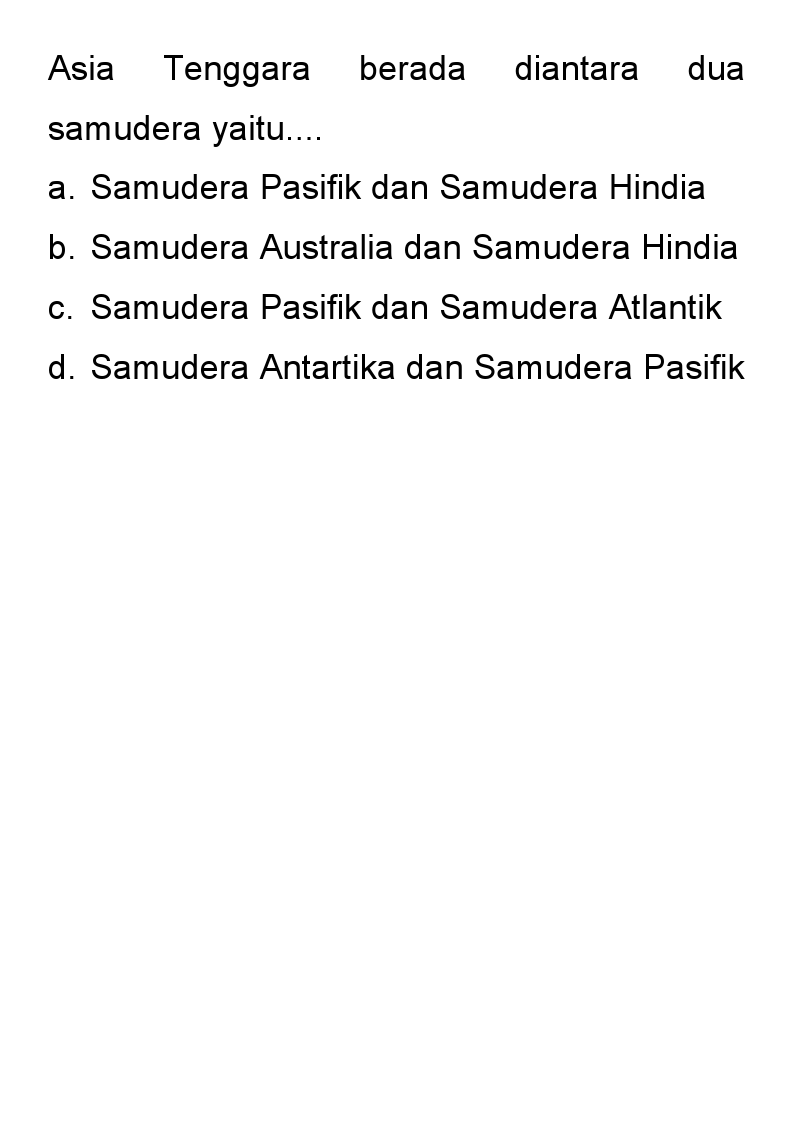 Asia Tenggara berada diantara dua
samudera yaitu....
a. Samudera Pasifik dan Samudera Hindia
b. Samudera Australia dan Samudera Hindia
c. Samudera Pasifik dan Samudera Atlantik
d. Samudera Antartika dan Samudera Pasifik